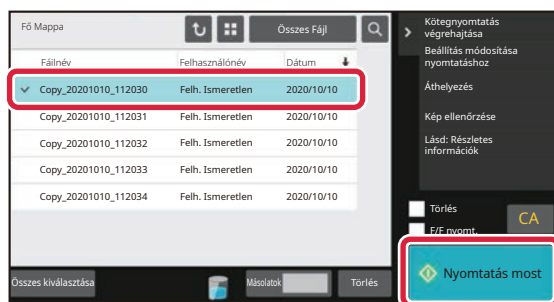 Fő Mappa
Összes Fájl
Fájlnév Felhasználónév Dátum
Copy_20201010_112030 Felh. Ismeretlen 2020/10/10
Copy_20201010_112031 Felh. Ismeretlen 2020/10/10
Copy_20201010_112032 Felh. Ismeretlen 2020/10/10
Copy_20201010_112033 Felh. Ismeretlen 2020/10/10
Copy_20201010_112034 Felh. Ismeretlen 2020/10/10
Összes kiválasztása
Másolatok
Törlés
Kötegnyomtatás
végrehajtása
Beállítás módosítása
nyomtatáshoz
Áthelyezés
Kép ellenőrzése
Lásd: Részletes
információk
Törlés
F/F nyomt.
CA
Nyomtatás most